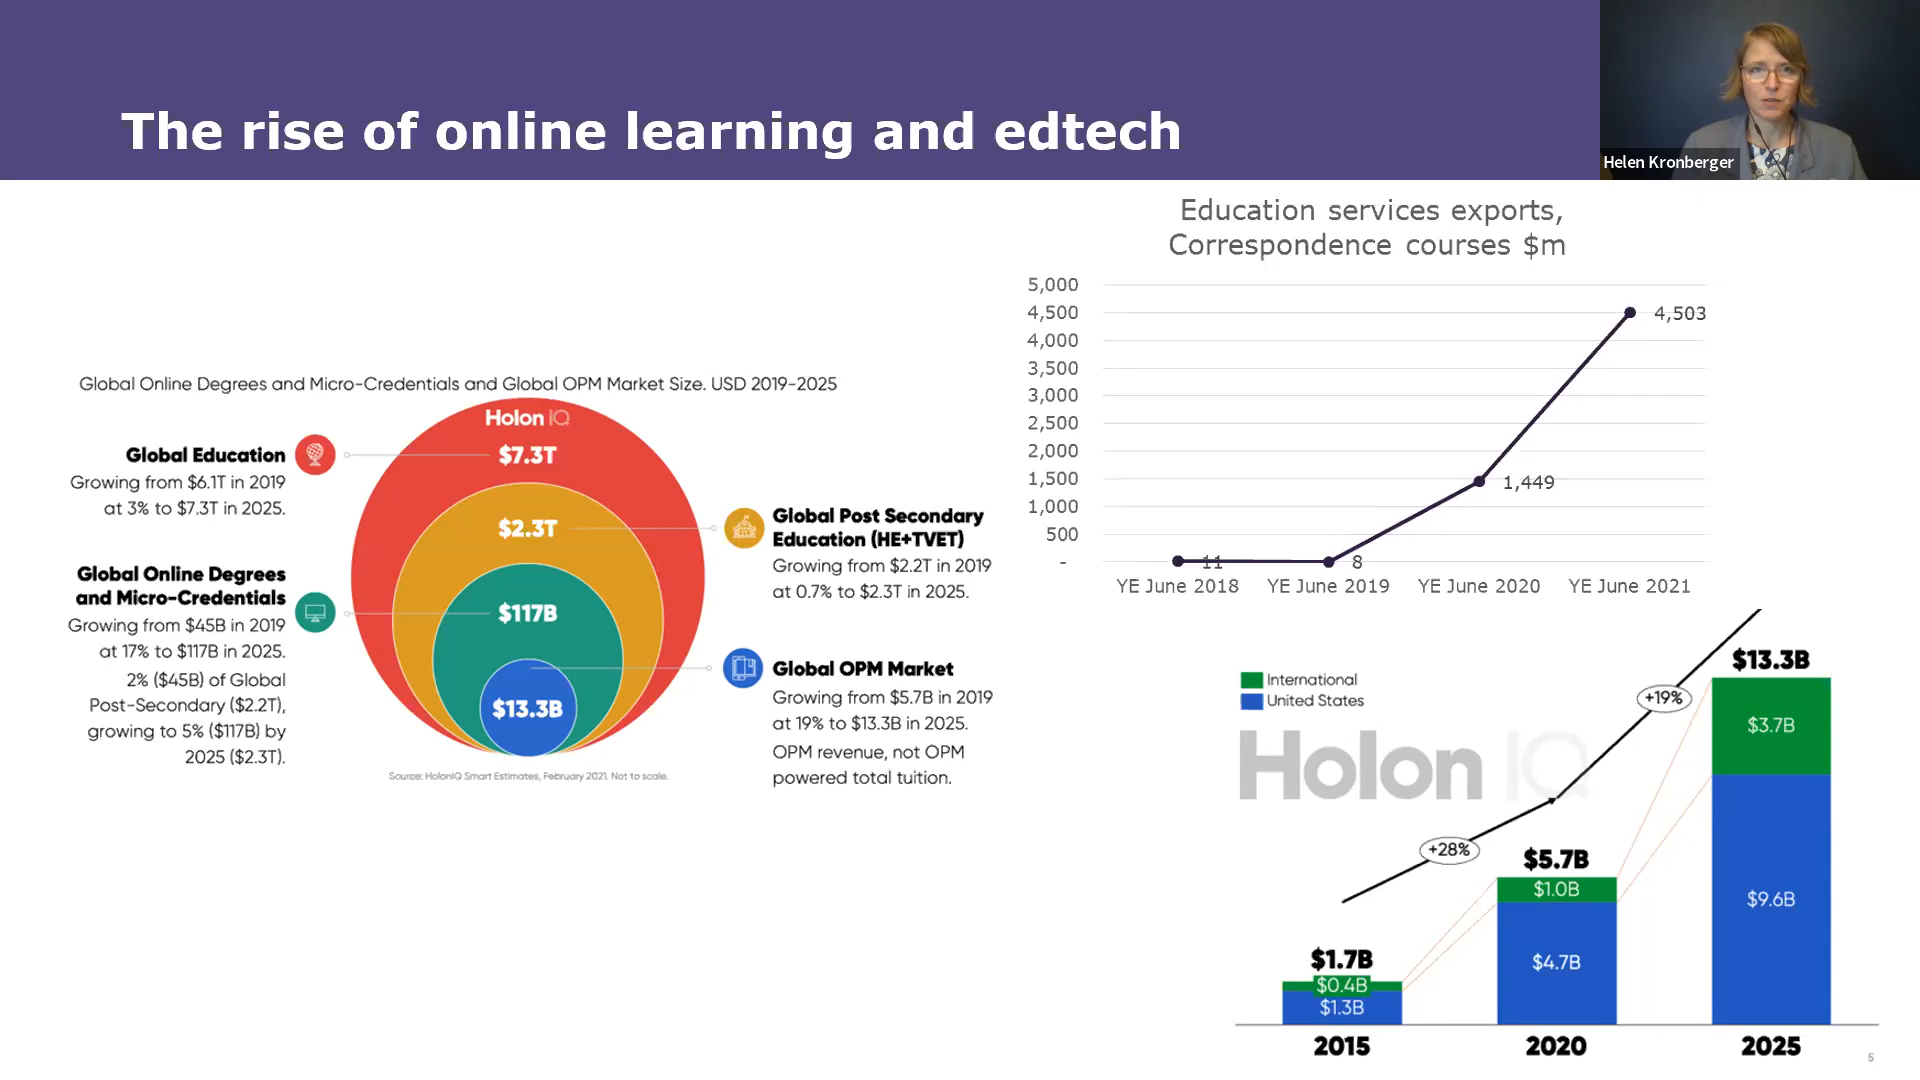 The rise of online learning and edtech
Helen Kronberger
Global Online Degrees and Micro-Credentials and Global OPM Market Size. USD 2019-2025
Holon IQ
$7.3T
$2.3T
$117B
$13.3B
Global Education
Growing from $6.1T in 2019
at 3% to $7.3T in 2025.
Global Online Degrees
and Micro-Credentials
Growing from $45B in 2019
at 17% to $117B in 2025.
2% ($45B) of Global
Post-Secondary ($2.2T),
growing to 5% ($117B) by
2025 ($2.3T).
Global Post Secondary
Education (HE+TVET)
Growing from $2.2T in 2019
at 0.7% to $2.3T in 2025.
Global OPM Market
Growing from $5.7B in 2019
at 19% to $13.3B in 2025.
OPM revenue, not OPM
powered total tuition.
Source: HolonIQ Smart Estimates, February 2021. Not to scale.
Education services exports,
Correspondence courses $m
5,000
4,500
4,000
3,500
3,000
2,500
2,000
1,500
1,000
500
-
11
8
1,449
4,503
YE June 2018
YE June 2019
YE June 2020
YE June 2021
International
United States
Holon IQ
+28%
+19%
$1.7B
$0.4B
$1.3B
$5.7B
$1.0B
$4.7B
$13.3B
$3.7B
$9.6B
2015
2020
2025
5